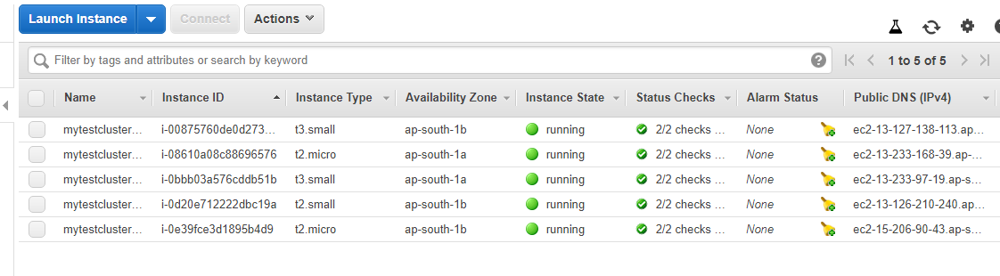 Launch Instance Connect Actions
Filter by tags and attributes or search by keyword ? 1 to 5 of 5
Name Instance ID Instance Type Availability Zone Instance State Status Checks Alarm Status Public DNS (IPv4)
mytestcluster... i-00875760de0d273... t3.small ap-south-1b running 2/2 checks ... None ec2-13-127-138-113.ap...
mytestcluster... i-08610a08c88696576 t2.micro ap-south-1a running 2/2 checks ... None ec2-13-233-168-39.ap-...
mytestcluster... i-0bbb03a576cddb51b t3.small ap-south-1a running 2/2 checks ... None ec2-13-233-97-19.ap-s...
mytestcluster... i-0d20e712222dbc19a t2.small ap-south-1b running 2/2 checks ... None ec2-13-126-210-240.ap...
mytestcluster... i-0e39fce3d1895b4d9 t2.micro ap-south-1b running 2/2 checks ... None ec2-15-206-90-43.ap-s...